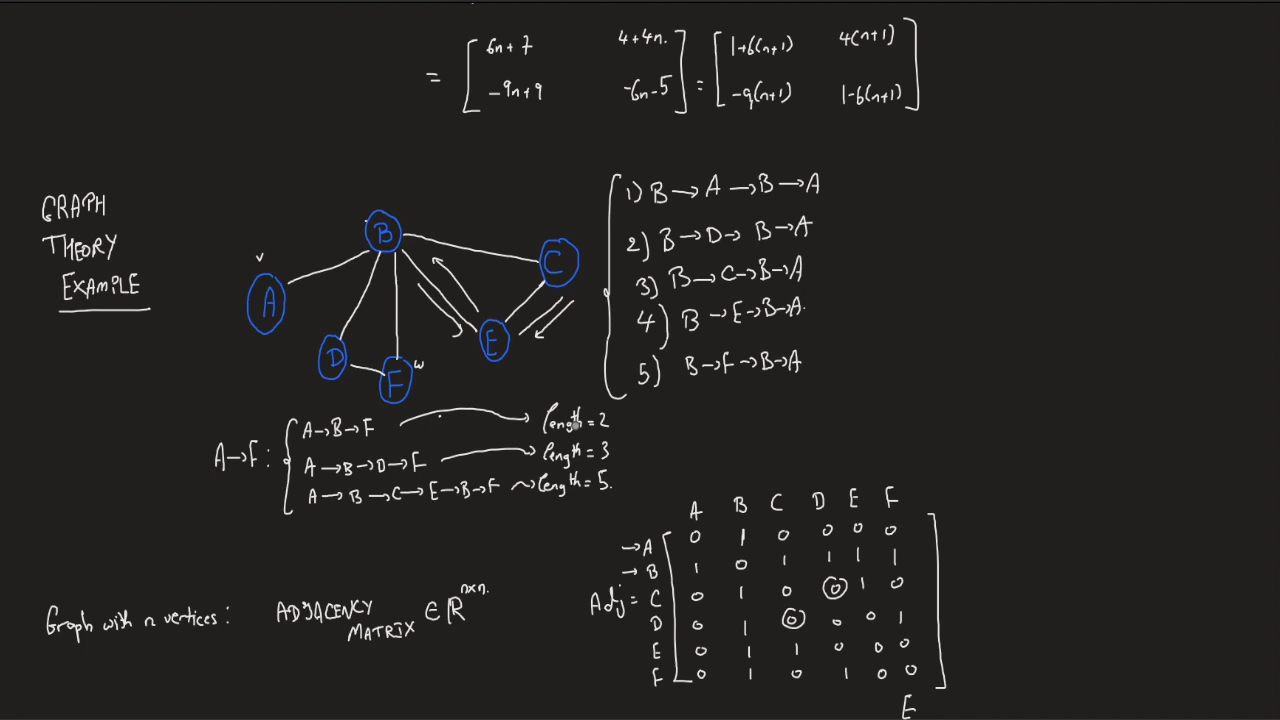 = [ 6n+7 4+4n. ] = [ 1+6(n+1) 4(n+1) ]
-9n+9 -6n-5 -9(n+1) 1-6(n+1)
GRAPH
THEORY
EXAMPLE
v
A
B
C
D
E
F
w
1) B→A→B→A
2) B→D→B→A
3) B→C→B→A
4) B→E→B→A.
5) B→F→B→A
A→F:
A→B→F → length=2
A→B→D→F → length=3
A→B→C→E→B→F ⤳ length=5.
Graph with n vertices: ADJACENCY
MATRIX ∈ ℝ^{n×n}.
A B C D E F
→A 0 1 0 0 0 0
→B 1 0 1 1 1 1
Adj = C 0 1 0 0 1 0
D 0 1 0 0 0 1
E 0 1 1 0 0 0
F 0 1 0 1 0 0
E